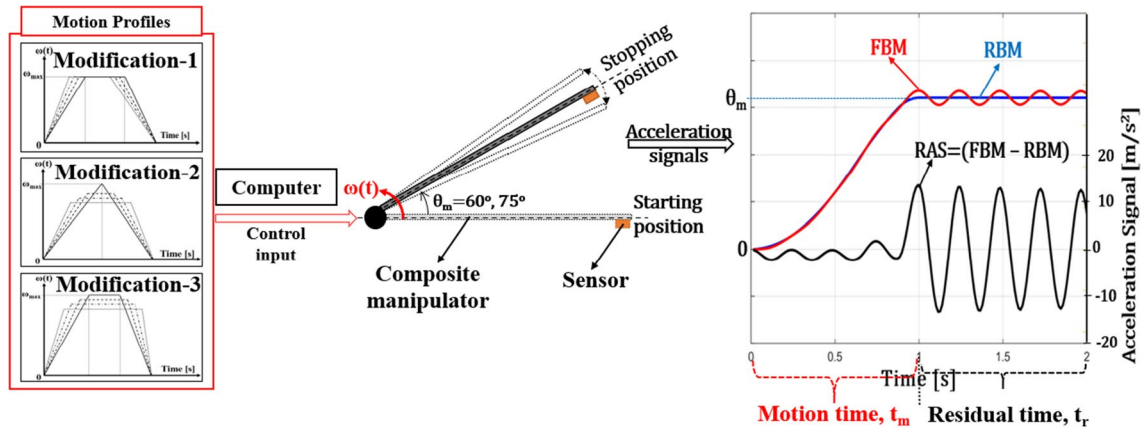 Motion Profiles
ω(t)
Modification-1
ωmax
0
Time [s]
ω(t)
Modification-2
ωmax
0
Time [s]
ω(t)
Modification-3
ωmax
0
Time [s]
Computer
Control
input
ω(t)
θm=60º, 75º
Stopping
position
Starting
position
Composite
manipulator
Sensor
Acceleration
signals
FBM
RBM
θm
RAS=(FBM – RBM)
0
20
10
0
-10
-20
Acceleration Signal [m/s²]
0
0.5
1
1.5
2
Time [s]
Motion time, tm
Residual time, tr